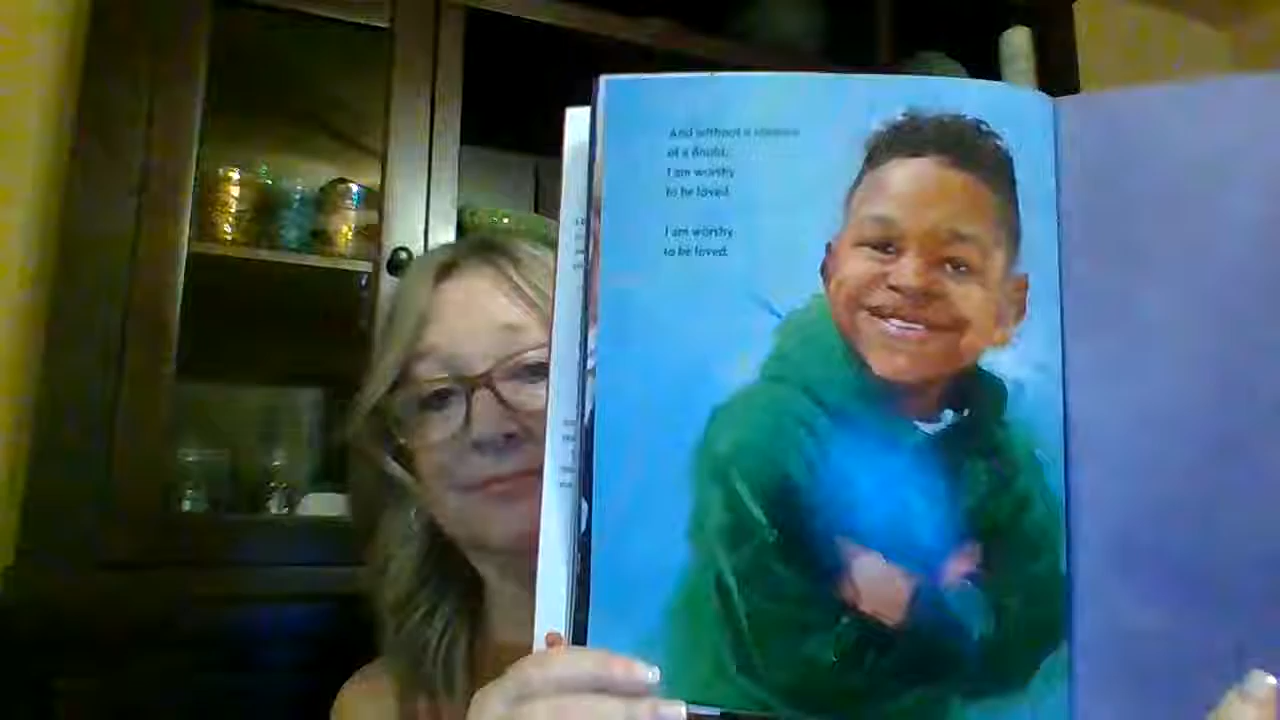 And without a shadow
of a doubt,
I am worthy
to be loved.
I am worthy
to be loved.